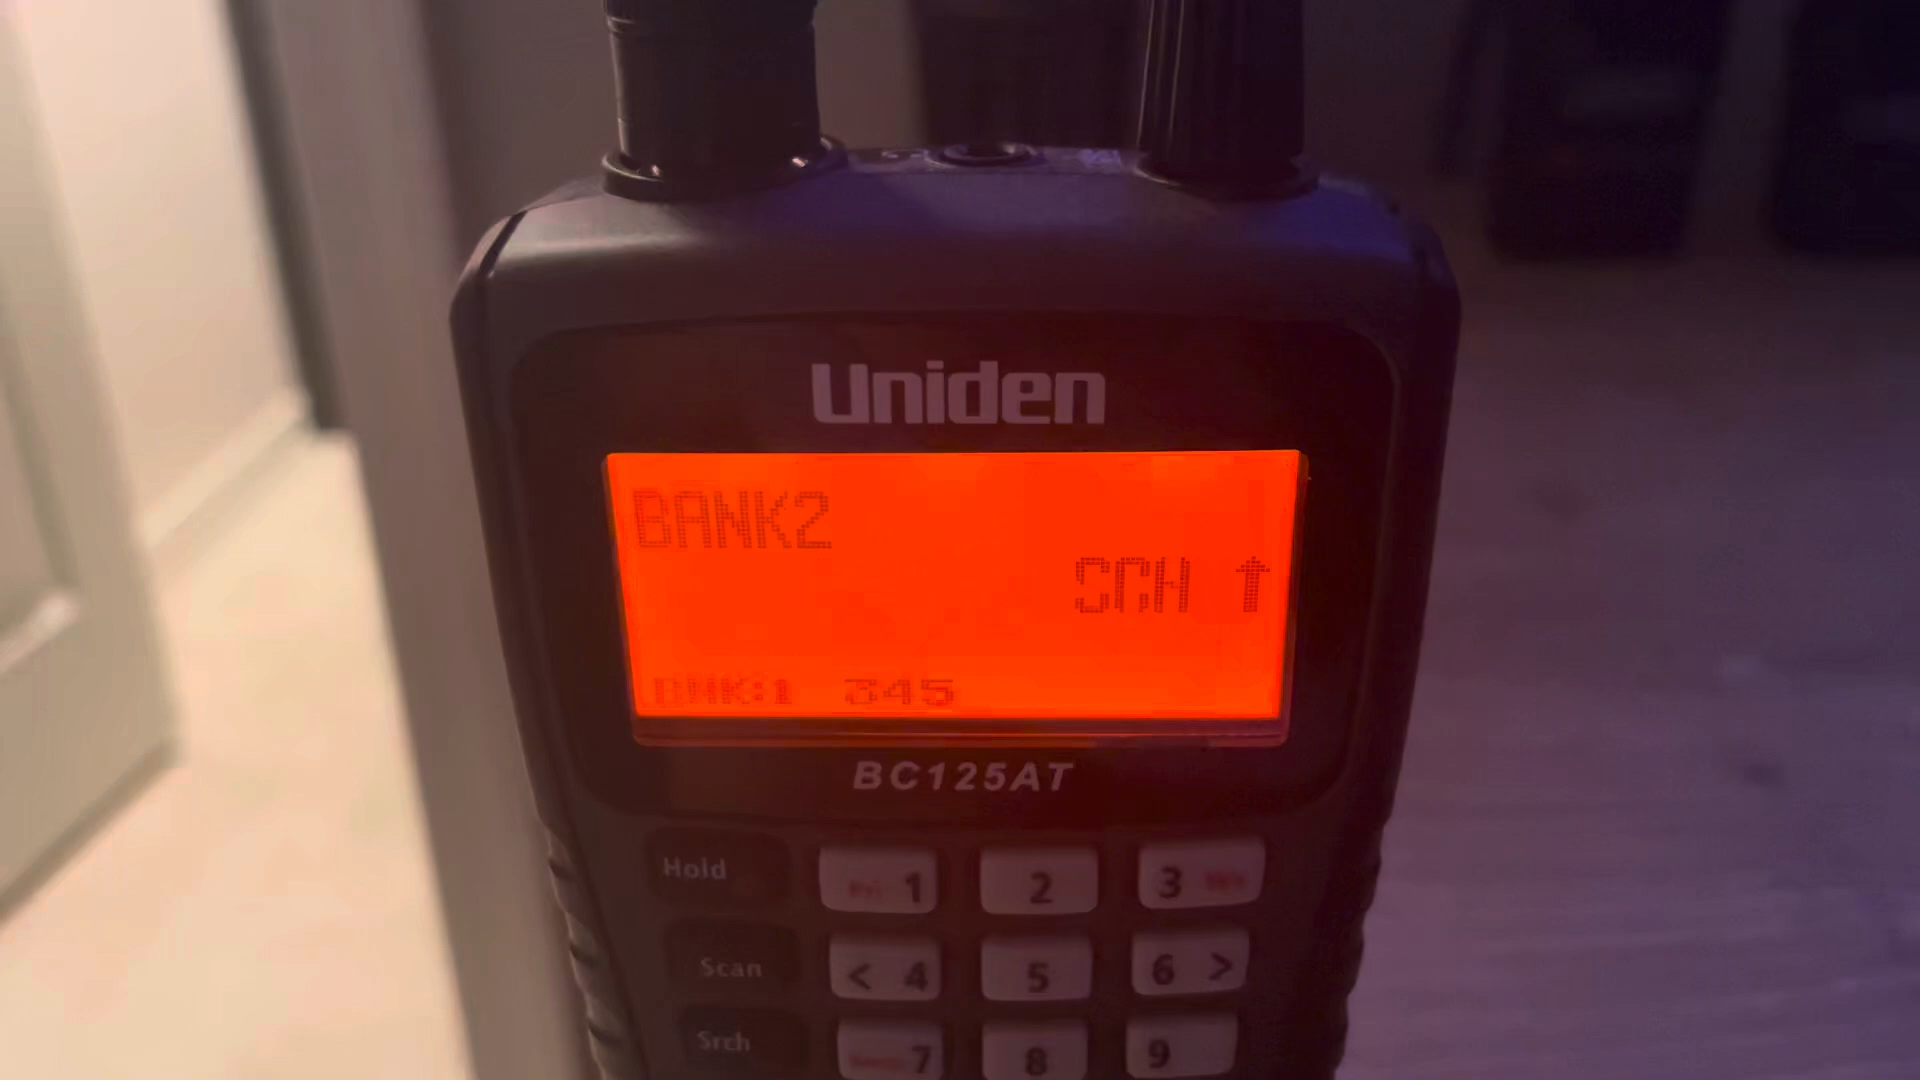 Uniden
BANK2
SCH ↑
BNK:1 345
BC125AT
Hold
Pri 1
2
3
Scan
< 4
5
6 >
Srch
7
8
9